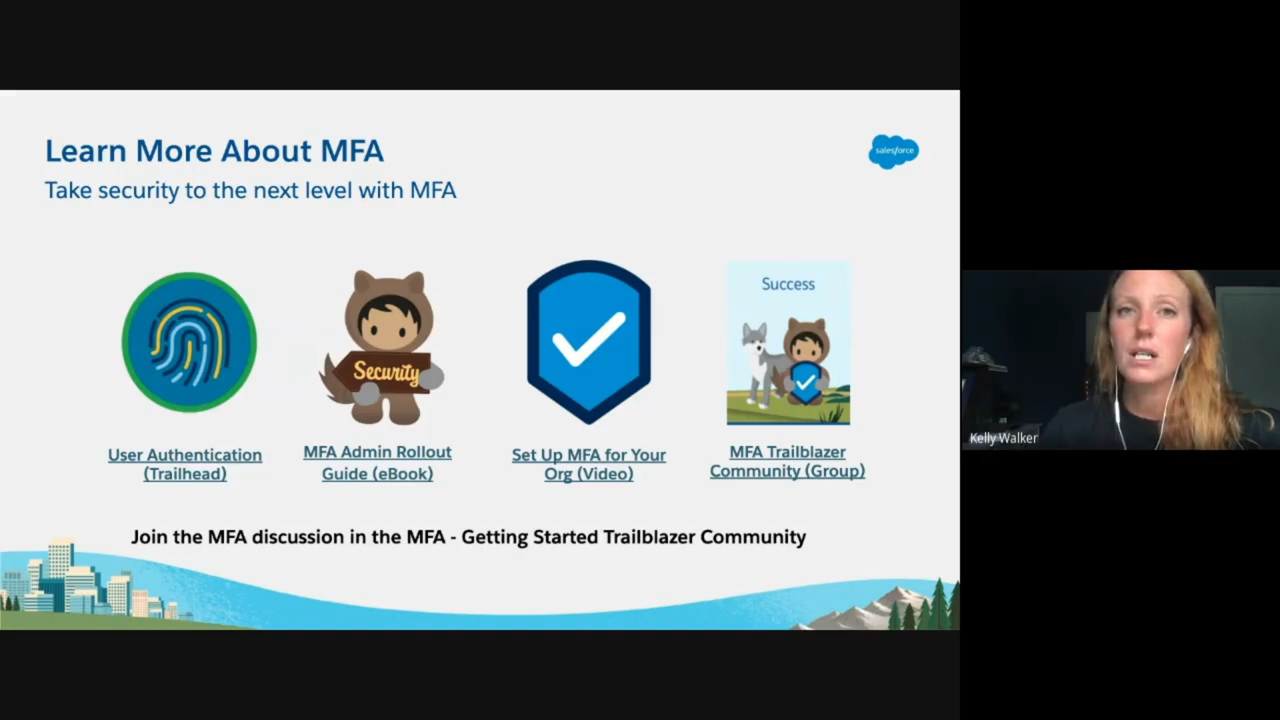 Learn More About MFA
salesforce
Take security to the next level with MFA
Success
Security
User Authentication
(Trailhead)
MFA Admin Rollout
Guide (eBook)
Set Up MFA for Your
Org (Video)
MFA Trailblazer
Community (Group)
Join the MFA discussion in the MFA - Getting Started Trailblazer Community
Kelly Walker